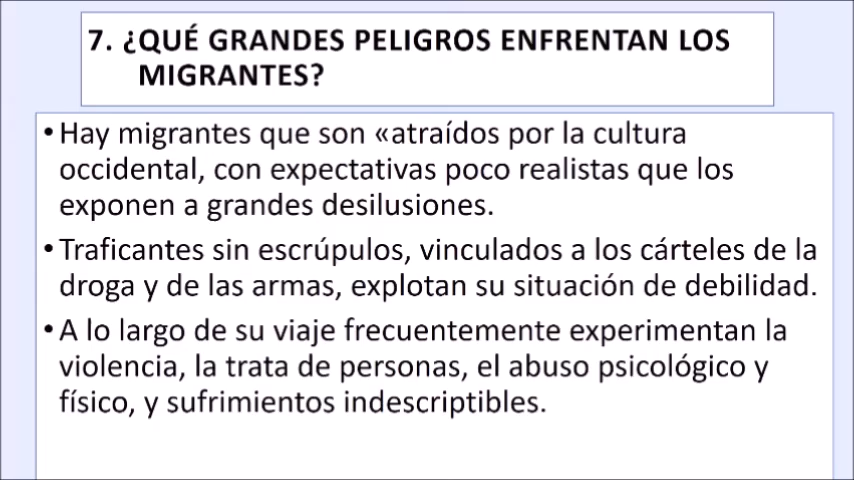 7. ¿QUÉ GRANDES PELIGROS ENFRENTAN LOS
MIGRANTES?
• Hay migrantes que son «atraídos por la cultura
occidental, con expectativas poco realistas que los
exponen a grandes desilusiones.
• Traficantes sin escrúpulos, vinculados a los cárteles de la
droga y de las armas, explotan su situación de debilidad.
• A lo largo de su viaje frecuentemente experimentan la
violencia, la trata de personas, el abuso psicológico y
físico, y sufrimientos indescriptibles.